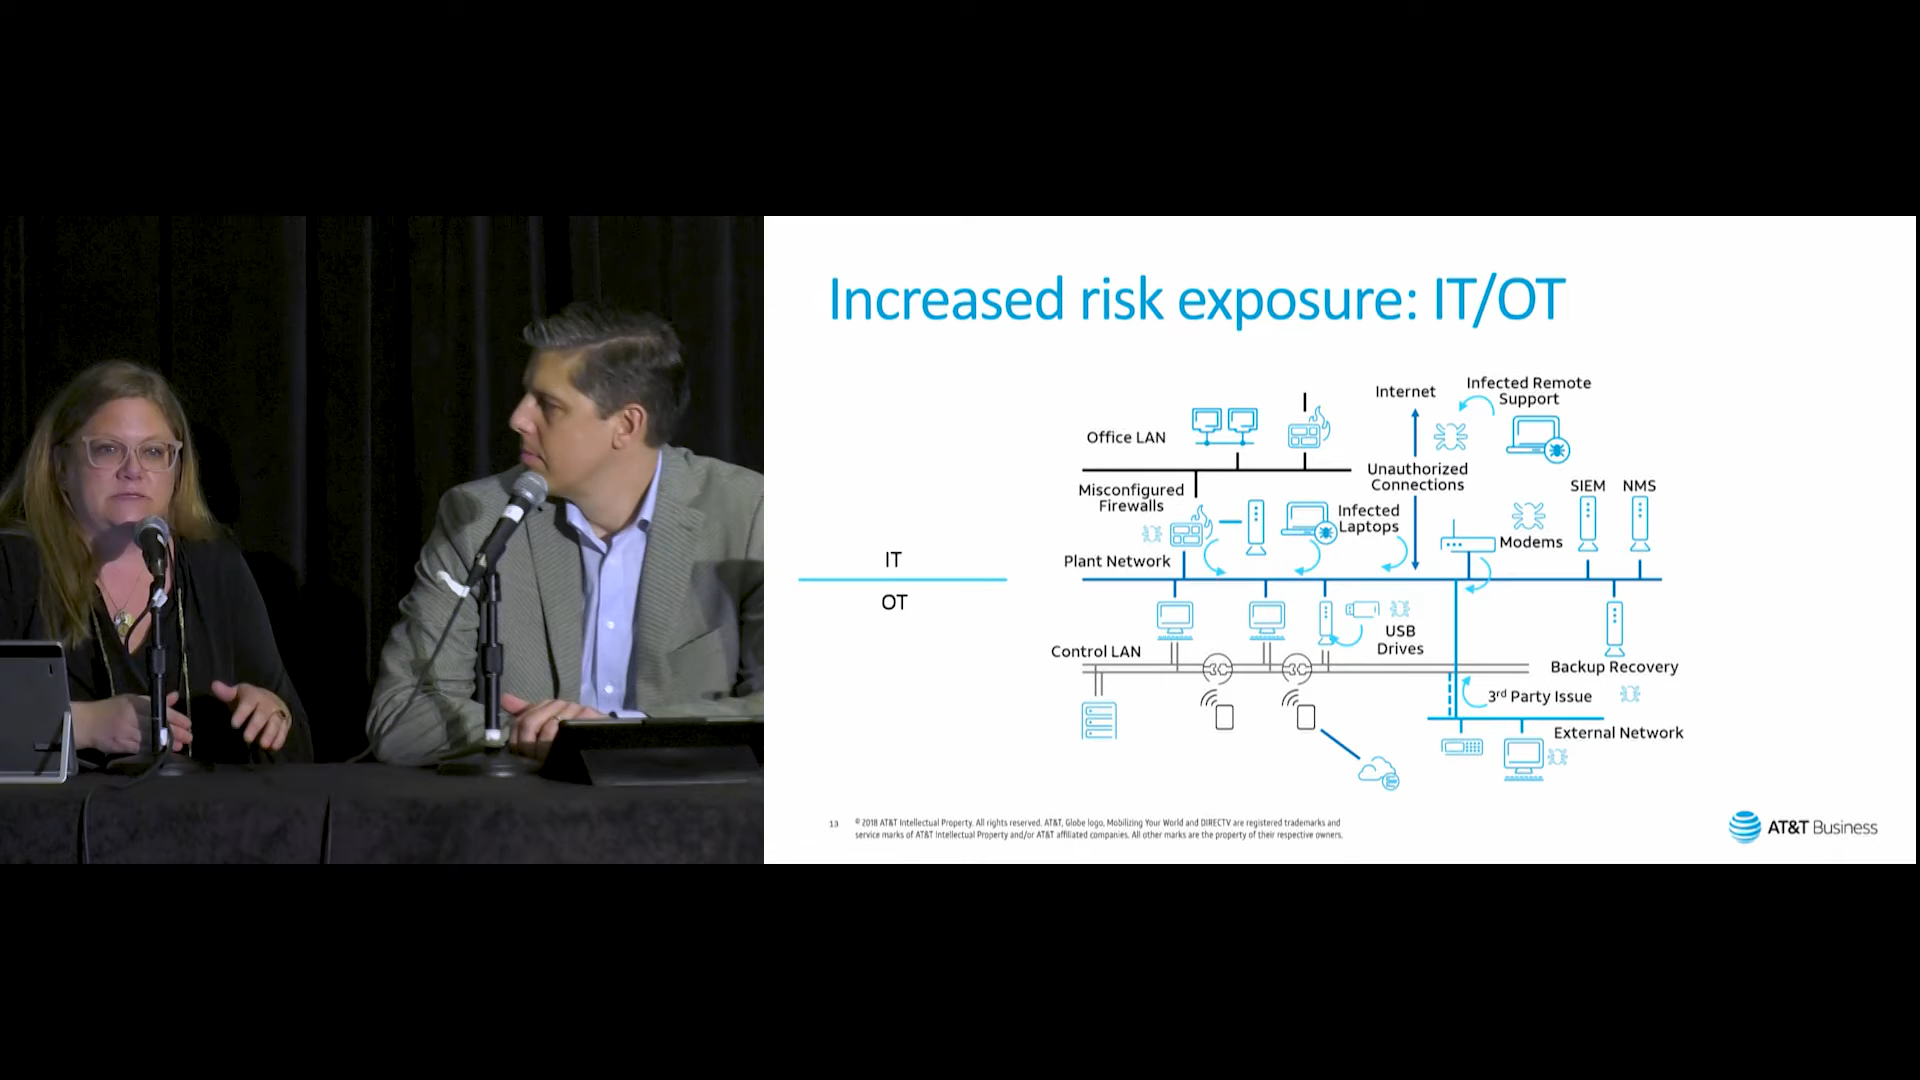 Increased risk exposure: IT/OT
Internet
Infected Remote
Support
Office LAN
Unauthorized
Connections
Misconfigured
Firewalls
Infected
Laptops
SIEM
NMS
Modems
IT
Plant Network
OT
USB
Drives
Control LAN
Backup Recovery
3rd Party Issue
External Network
13
© 2018 AT&T Intellectual Property. All rights reserved. AT&T, Globe logo, Mobilizing Your World and DIRECTV are registered trademarks and
service marks of AT&T Intellectual Property and/or AT&T affiliated companies. All other marks are the property of their respective owners.
AT&T Business